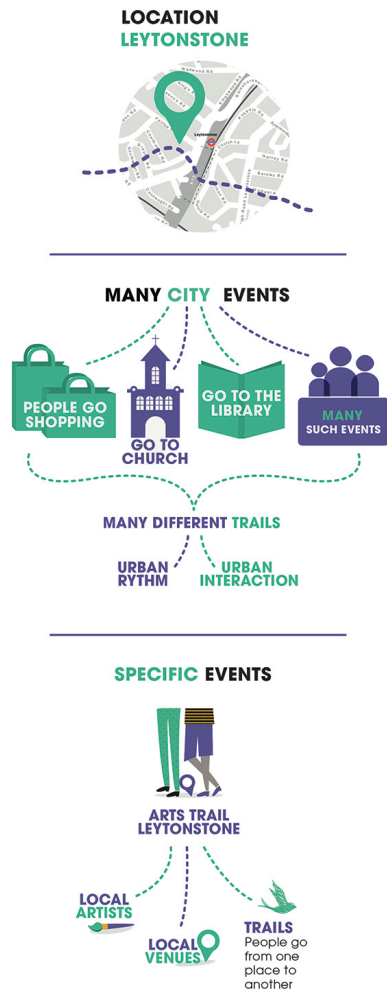 LOCATION
LEYTONSTONE
Leytonstone
MANY CITY EVENTS
PEOPLE GO
SHOPPING
GO TO
CHURCH
GO TO THE
LIBRARY
MANY
SUCH EVENTS
MANY DIFFERENT TRAILS
URBAN
RYTHM
URBAN
INTERACTION
SPECIFIC EVENTS
ARTS TRAIL
LEYTONSTONE
LOCAL
ARTISTS
LOCAL
VENUES
TRAILS
People go
from one
place to
another